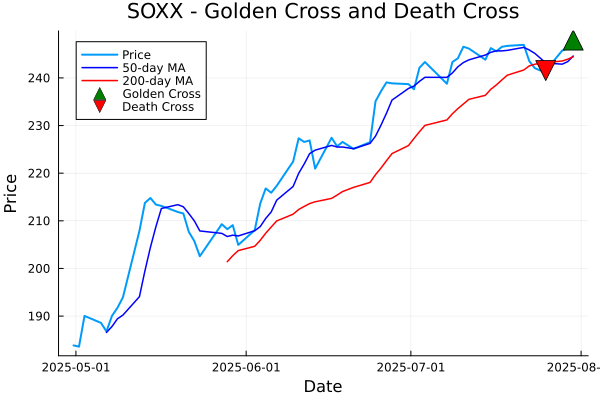 SOXX - Golden Cross and Death Cross
Price
50-day MA
200-day MA
Golden Cross
Death Cross
240
230
220
210
200
190
Price
2025-05-01
2025-06-01
2025-07-01
2025-08-
Date